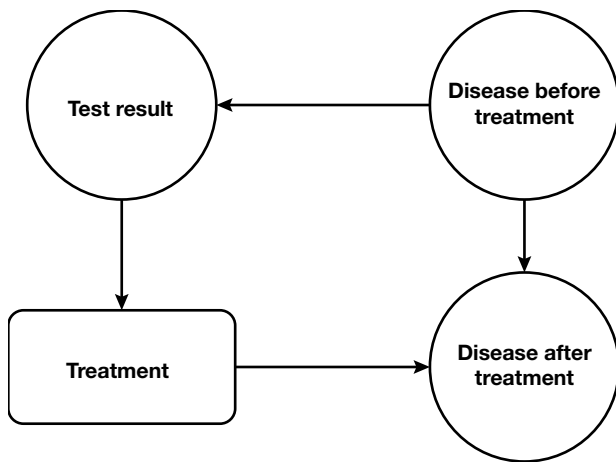 Test result
Disease before
treatment
Treatment
Disease after
treatment